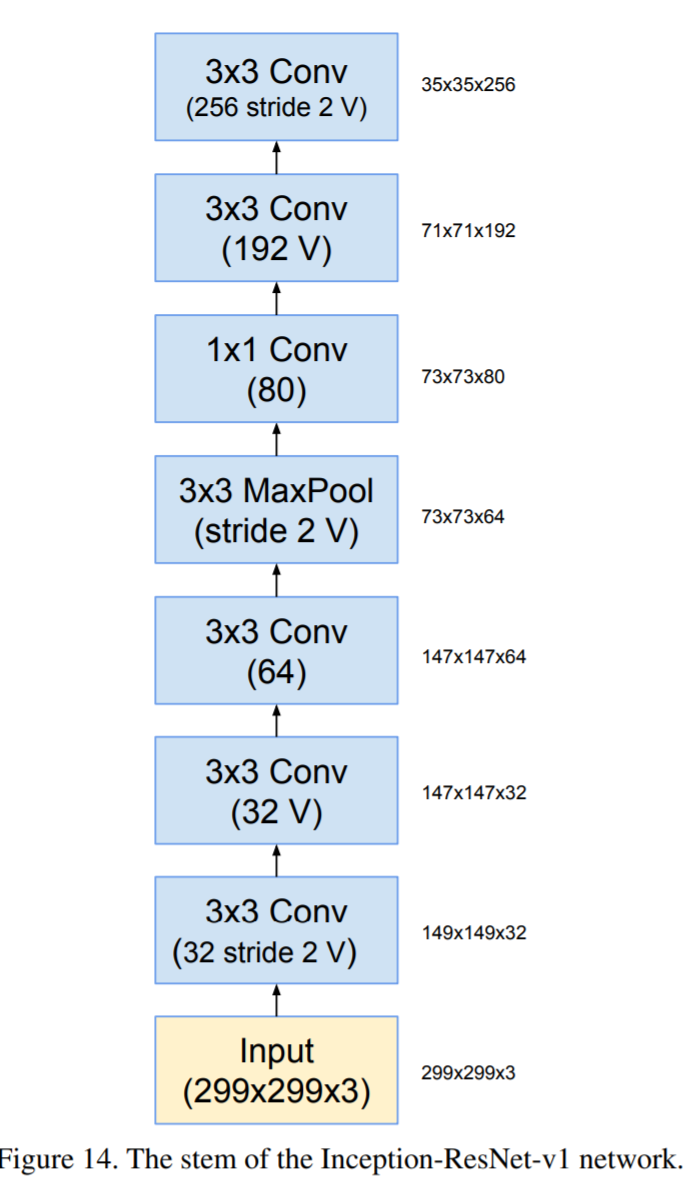 3x3 Conv
(256 stride 2 V)
35x35x256
3x3 Conv
(192 V)
71x71x192
1x1 Conv
(80)
73x73x80
3x3 MaxPool
(stride 2 V)
73x73x64
3x3 Conv
(64)
147x147x64
3x3 Conv
(32 V)
147x147x32
3x3 Conv
(32 stride 2 V)
149x149x32
Input
(299x299x3)
299x299x3
Figure 14. The stem of the Inception-ResNet-v1 network.